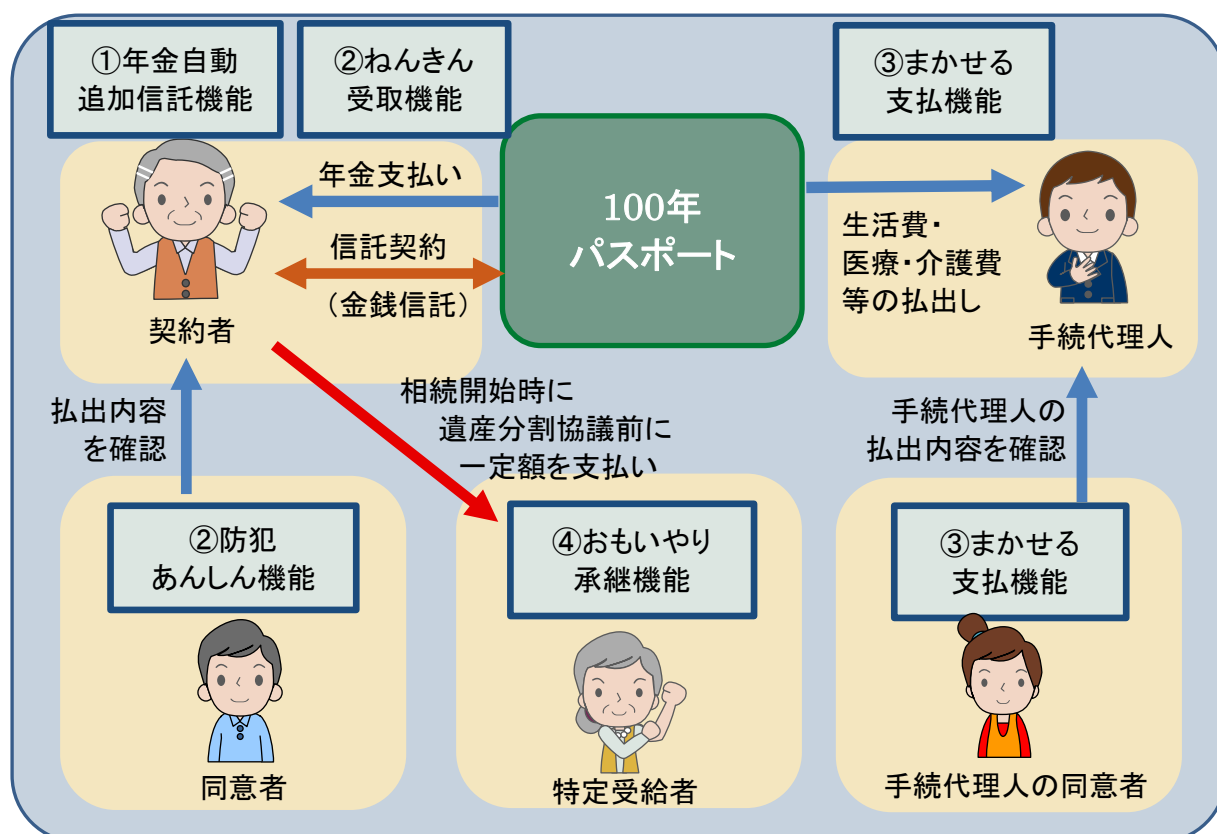 ①年金自動
追加信託機能
②ねんきん
受取機能
③まかせる
支払機能
年金支払い
信託契約
（金銭信託）
契約者
100年
パスポート
生活費・
医療・介護費
等の払出し
手続代理人
払出内容
を確認
相続開始時に
遺産分割協議前に
一定額を支払い
手続代理人の
払出内容を確認
②防犯
あんしん機能
同意者
④おもいやり
承継機能
特定受給者
③まかせる
支払機能
手続代理人の同意者